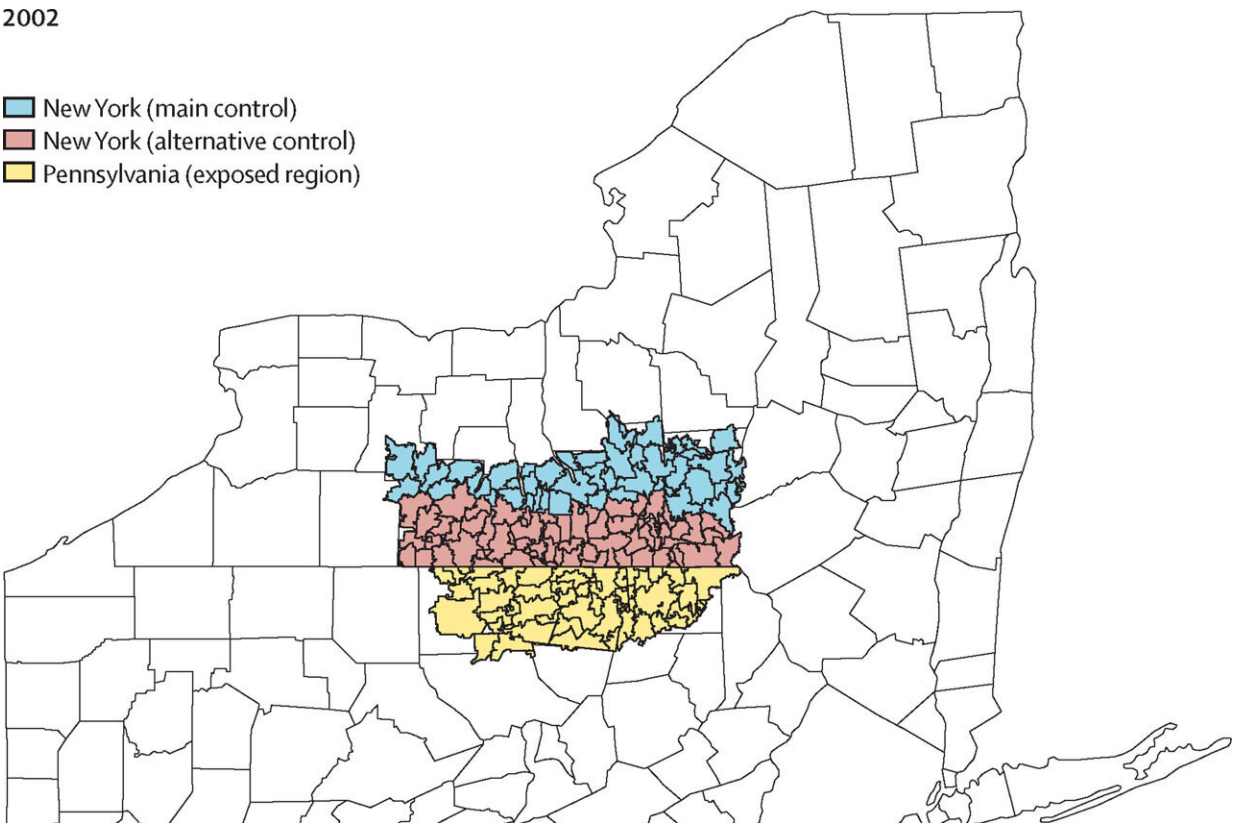 2002
New York (main control)
New York (alternative control)
Pennsylvania (exposed region)